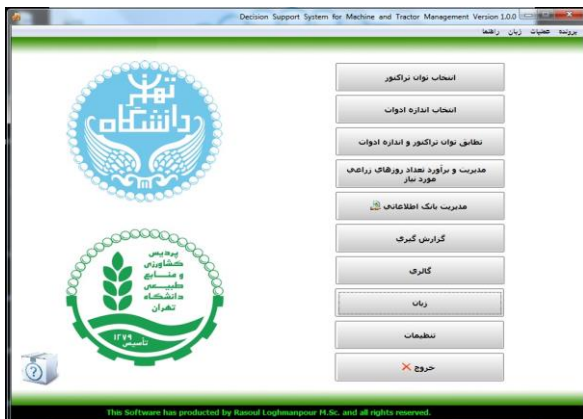 Decision Support System for Machine and Tractor Management Version 1.0.0
پرونده عملیات زبان راهنما
انتخاب توان تراکتور
انتخاب اندازه ادوات
تطابق توان تراکتور و اندازه ادوات
مدیریت و برآورد تعداد روزهای زراعی
مورد نیاز
مدیریت بانک اطلاعاتی
گزارش گیری
گالری
زبان
تنظیمات
خروج
دانشگاه
تهران
پردیس
کشاورزی
و منابع
طبیعی
دانشگاه
تهران
تأسیس ۱۲۷۹
?
This Software has producted by Rasoul Loghmanpour M.Sc. and all rights reserved.